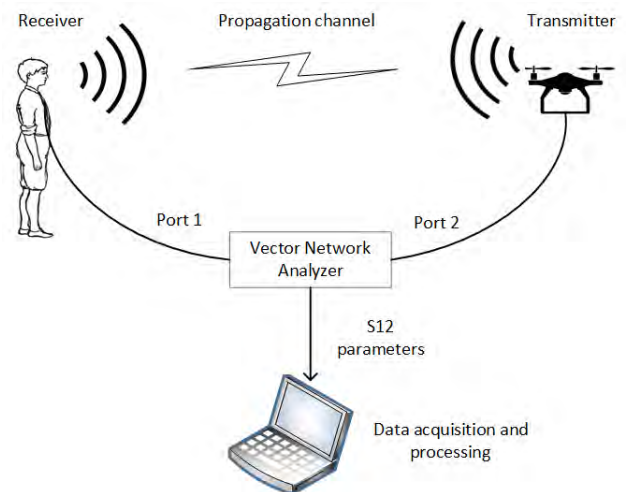 Receiver
Propagation channel
Transmitter
Port 1
Port 2
Vector Network
Analyzer
S12
parameters
Data acquisition and
processing